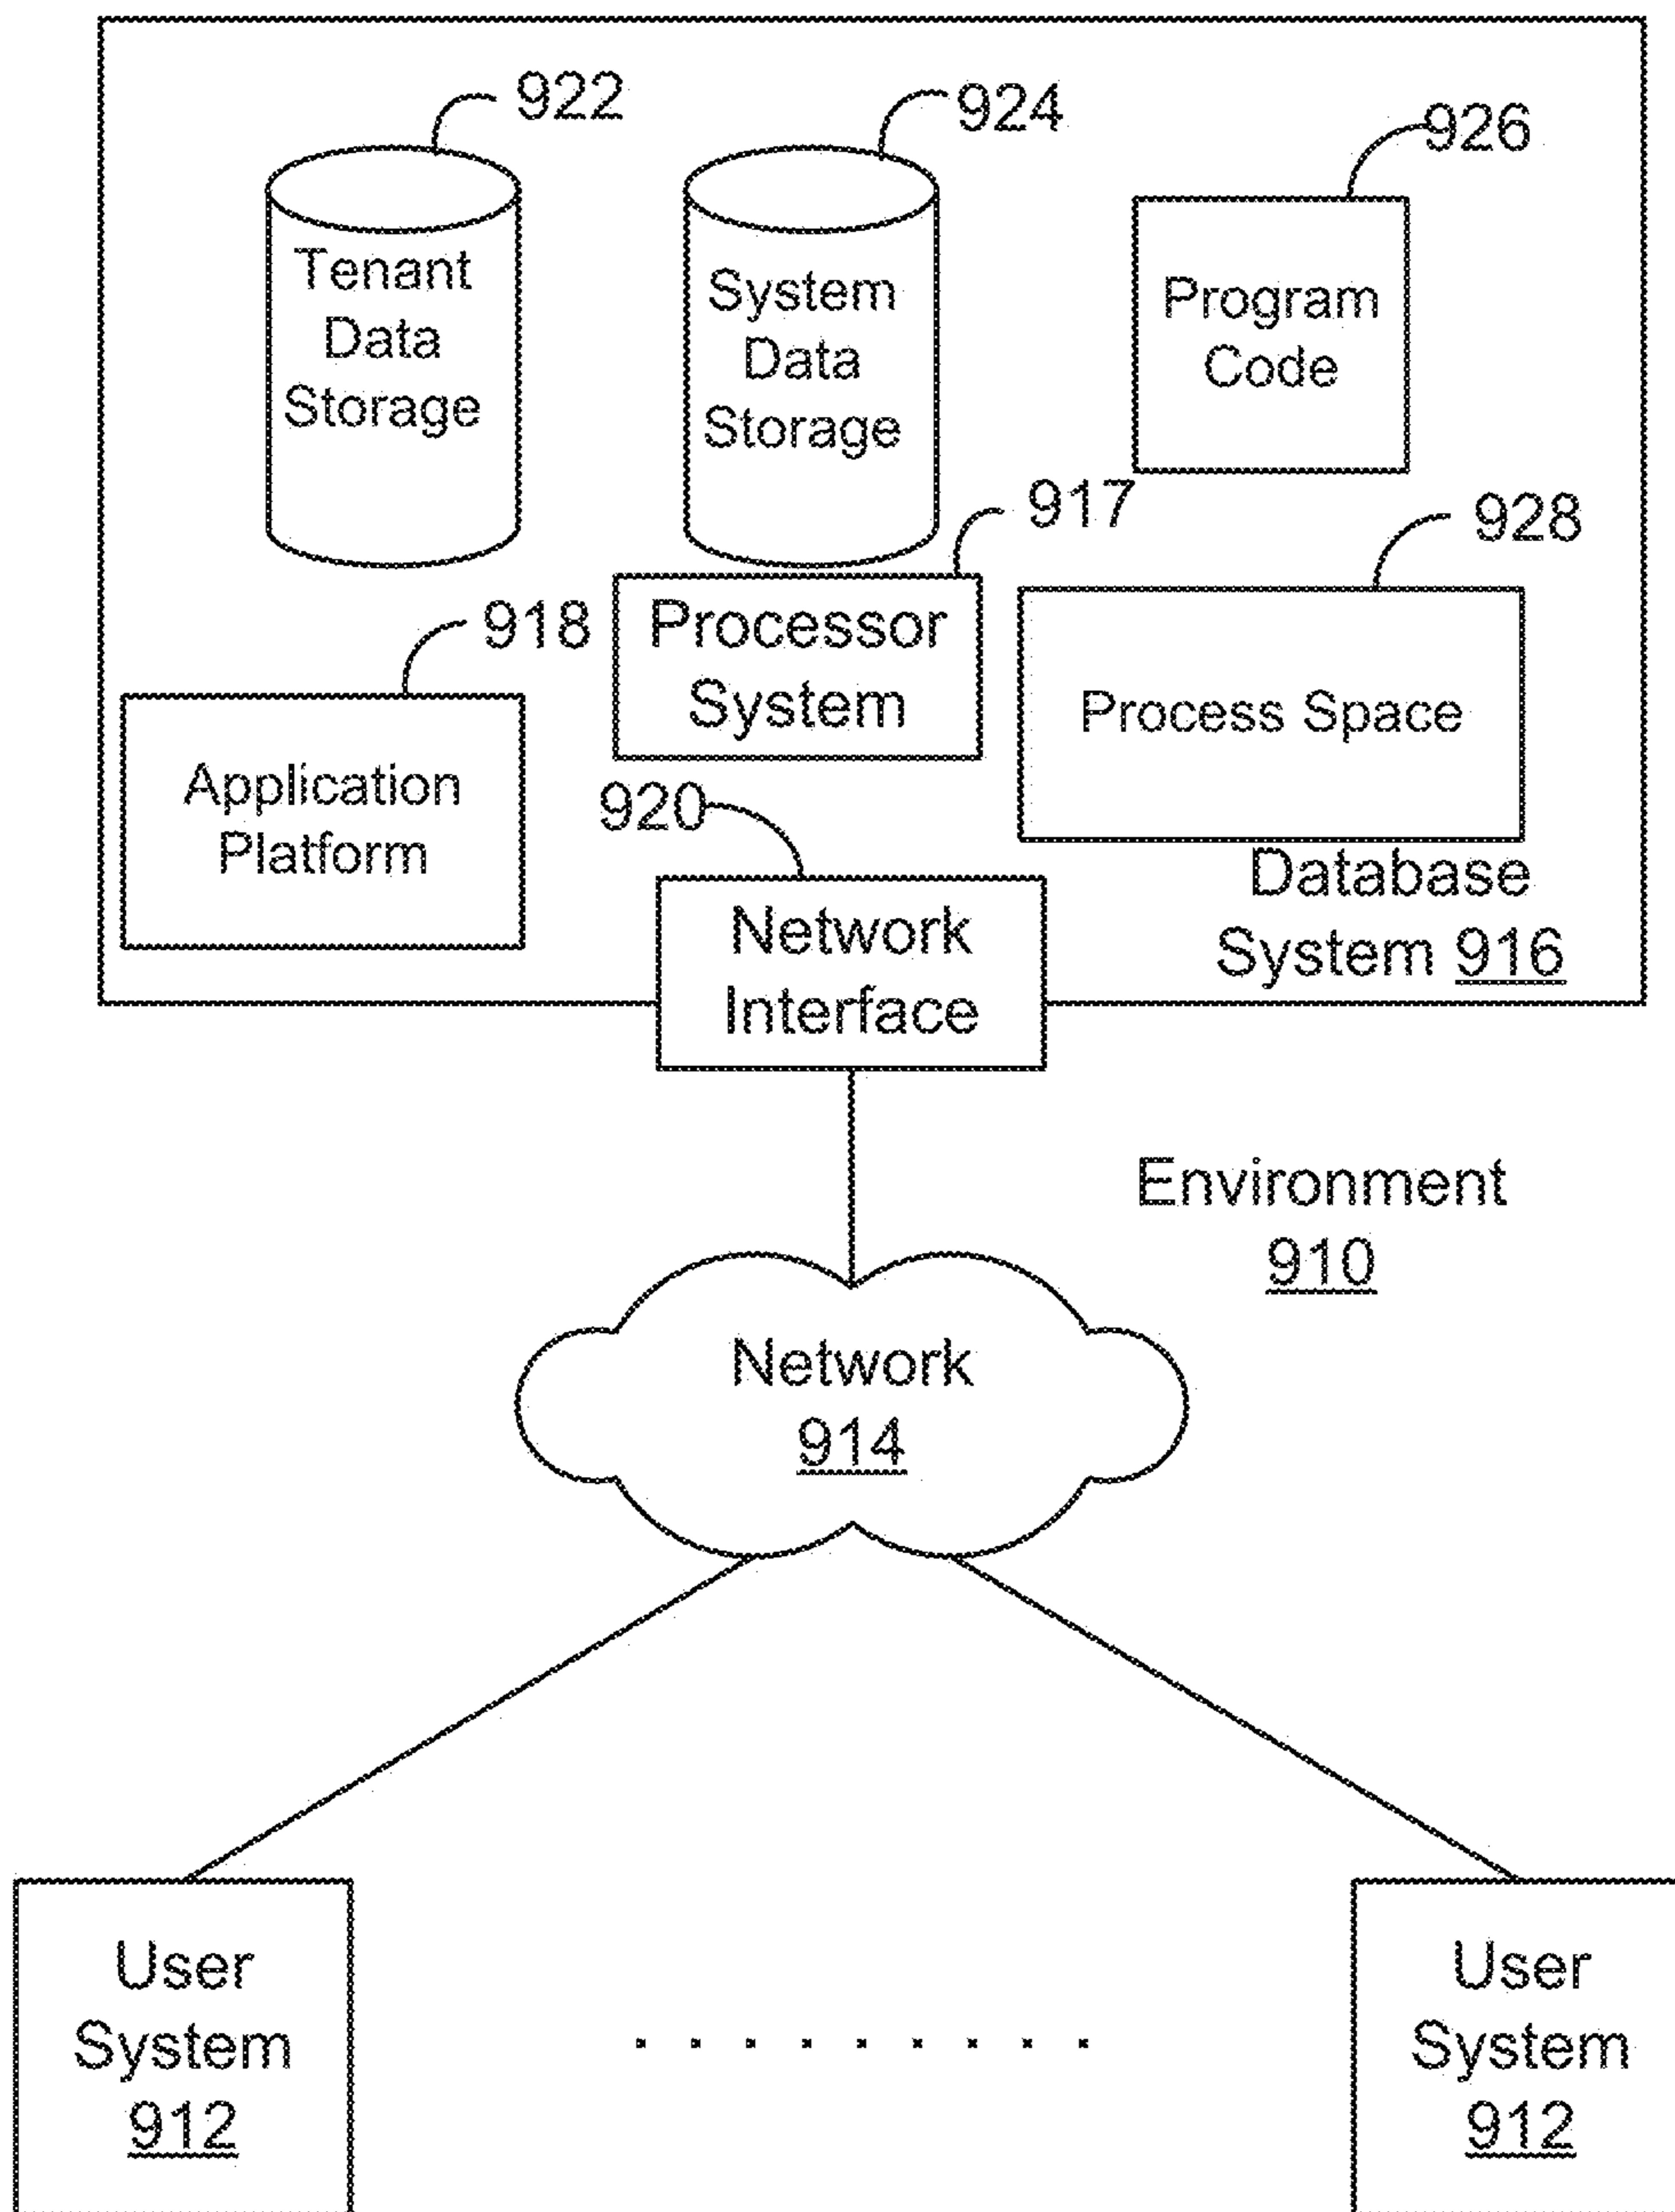 922
924
926
Tenant
Data
Storage
System
Data
Storage
Program
Code
917
928
918
Processor
System
Process Space
Application
Platform
920
Database
System 916
Network
Interface
Environment
910
Network
914
User
System
912
User
System
912